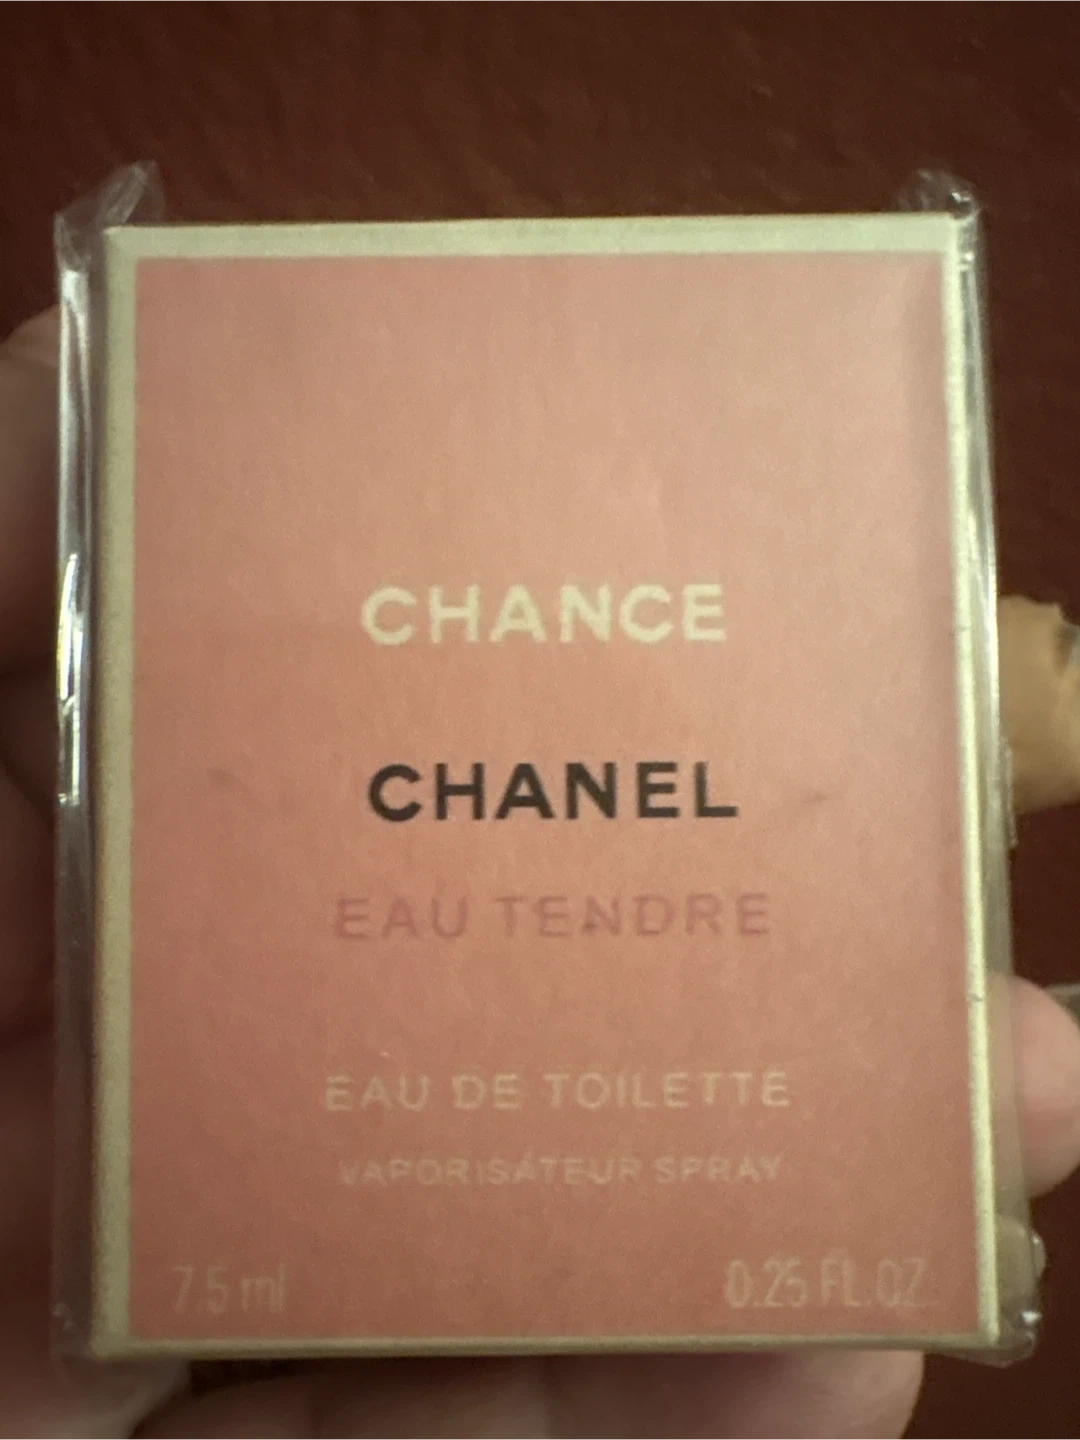 CHANCE
CHANEL
EAU TENDRE
EAU DE TOILETTE
VAPORISATEUR SPRAY
7.5 ml 0.25 FL.OZ.